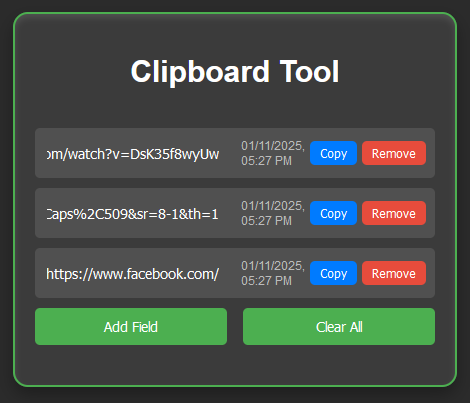 Clipboard Tool
om/watch?v=DsK35f8wyUw 01/11/2025, 05:27 PM Copy Remove
Caps%2C509&sr=8-1&th=1 01/11/2025, 05:27 PM Copy Remove
https://www.facebook.com/ 01/11/2025, 05:27 PM Copy Remove
Add Field Clear All